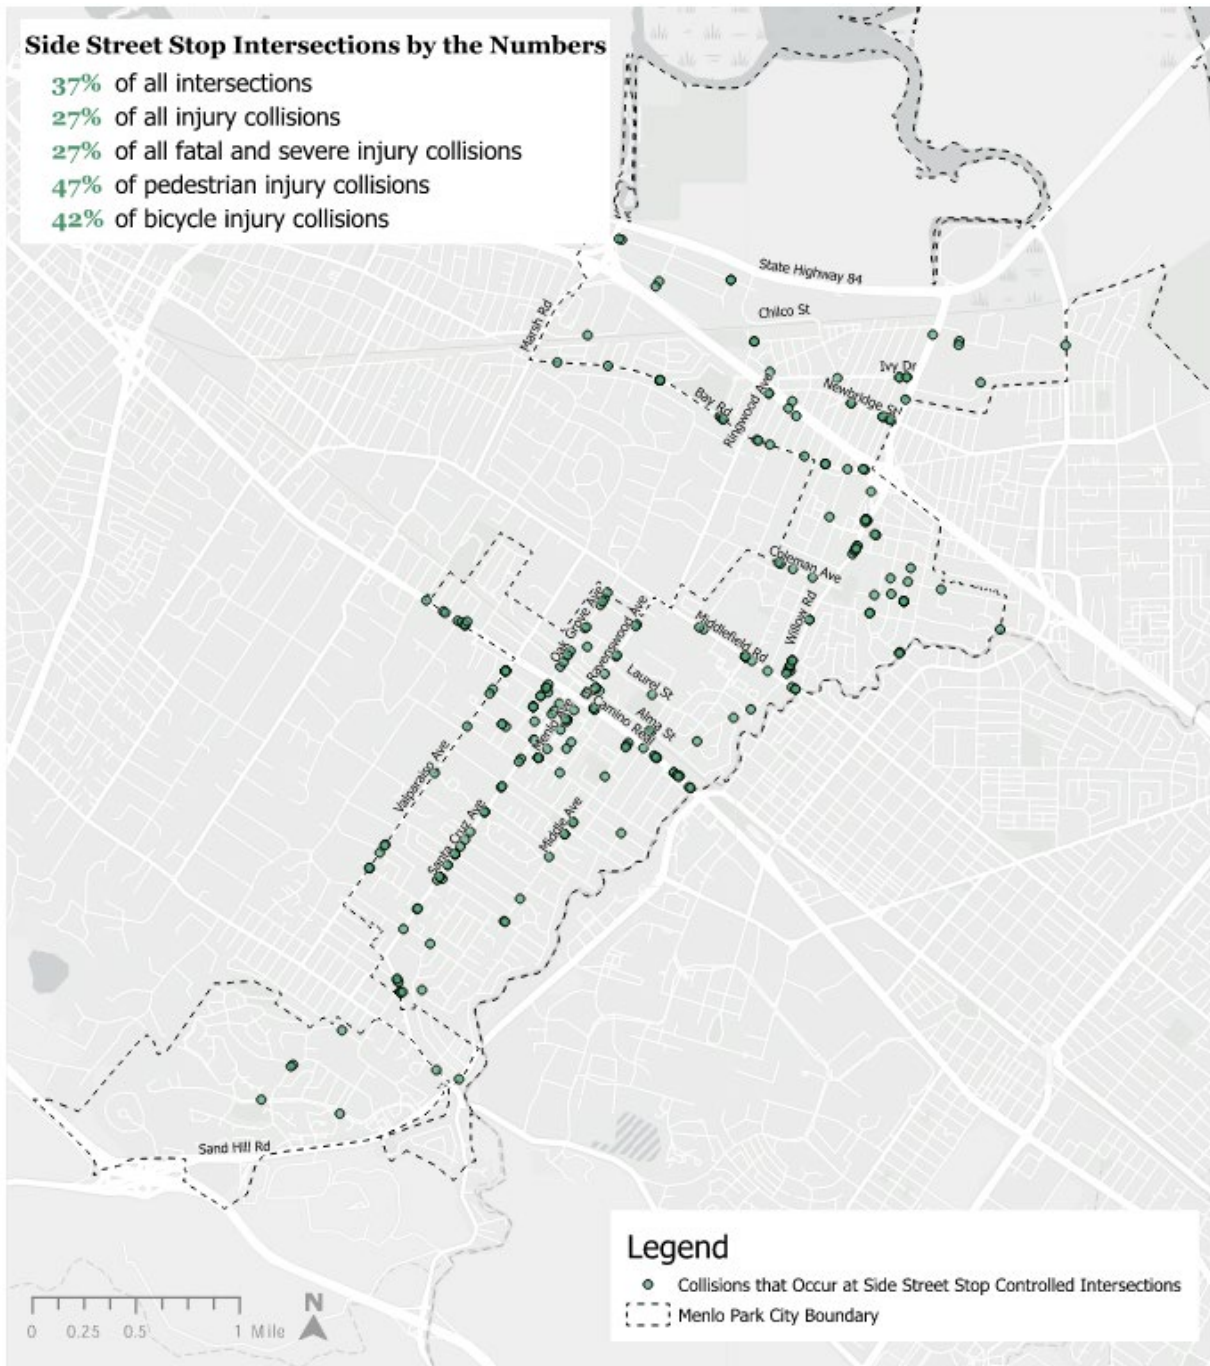 Side Street Stop Intersections by the Numbers
37% of all intersections
27% of all injury collisions
27% of all fatal and severe injury collisions
47% of pedestrian injury collisions
42% of bicycle injury collisions
State Highway 84
Chilco St
Marsh Rd
Ivy Dr
Newbridge St
Bay Rd
Ringwood Ave
Coleman Ave
Willow Rd
Oak Grove Ave
Ravenswood Ave
Middlefield Rd
Laurel St
Alma St
Camino Real
Menlo Ave
Valparaiso Ave
Santa Cruz Ave
Middle Ave
Sand Hill Rd
Legend
Collisions that Occur at Side Street Stop Controlled Intersections
Menlo Park City Boundary
N
0 0.25 0.5 1 Mile